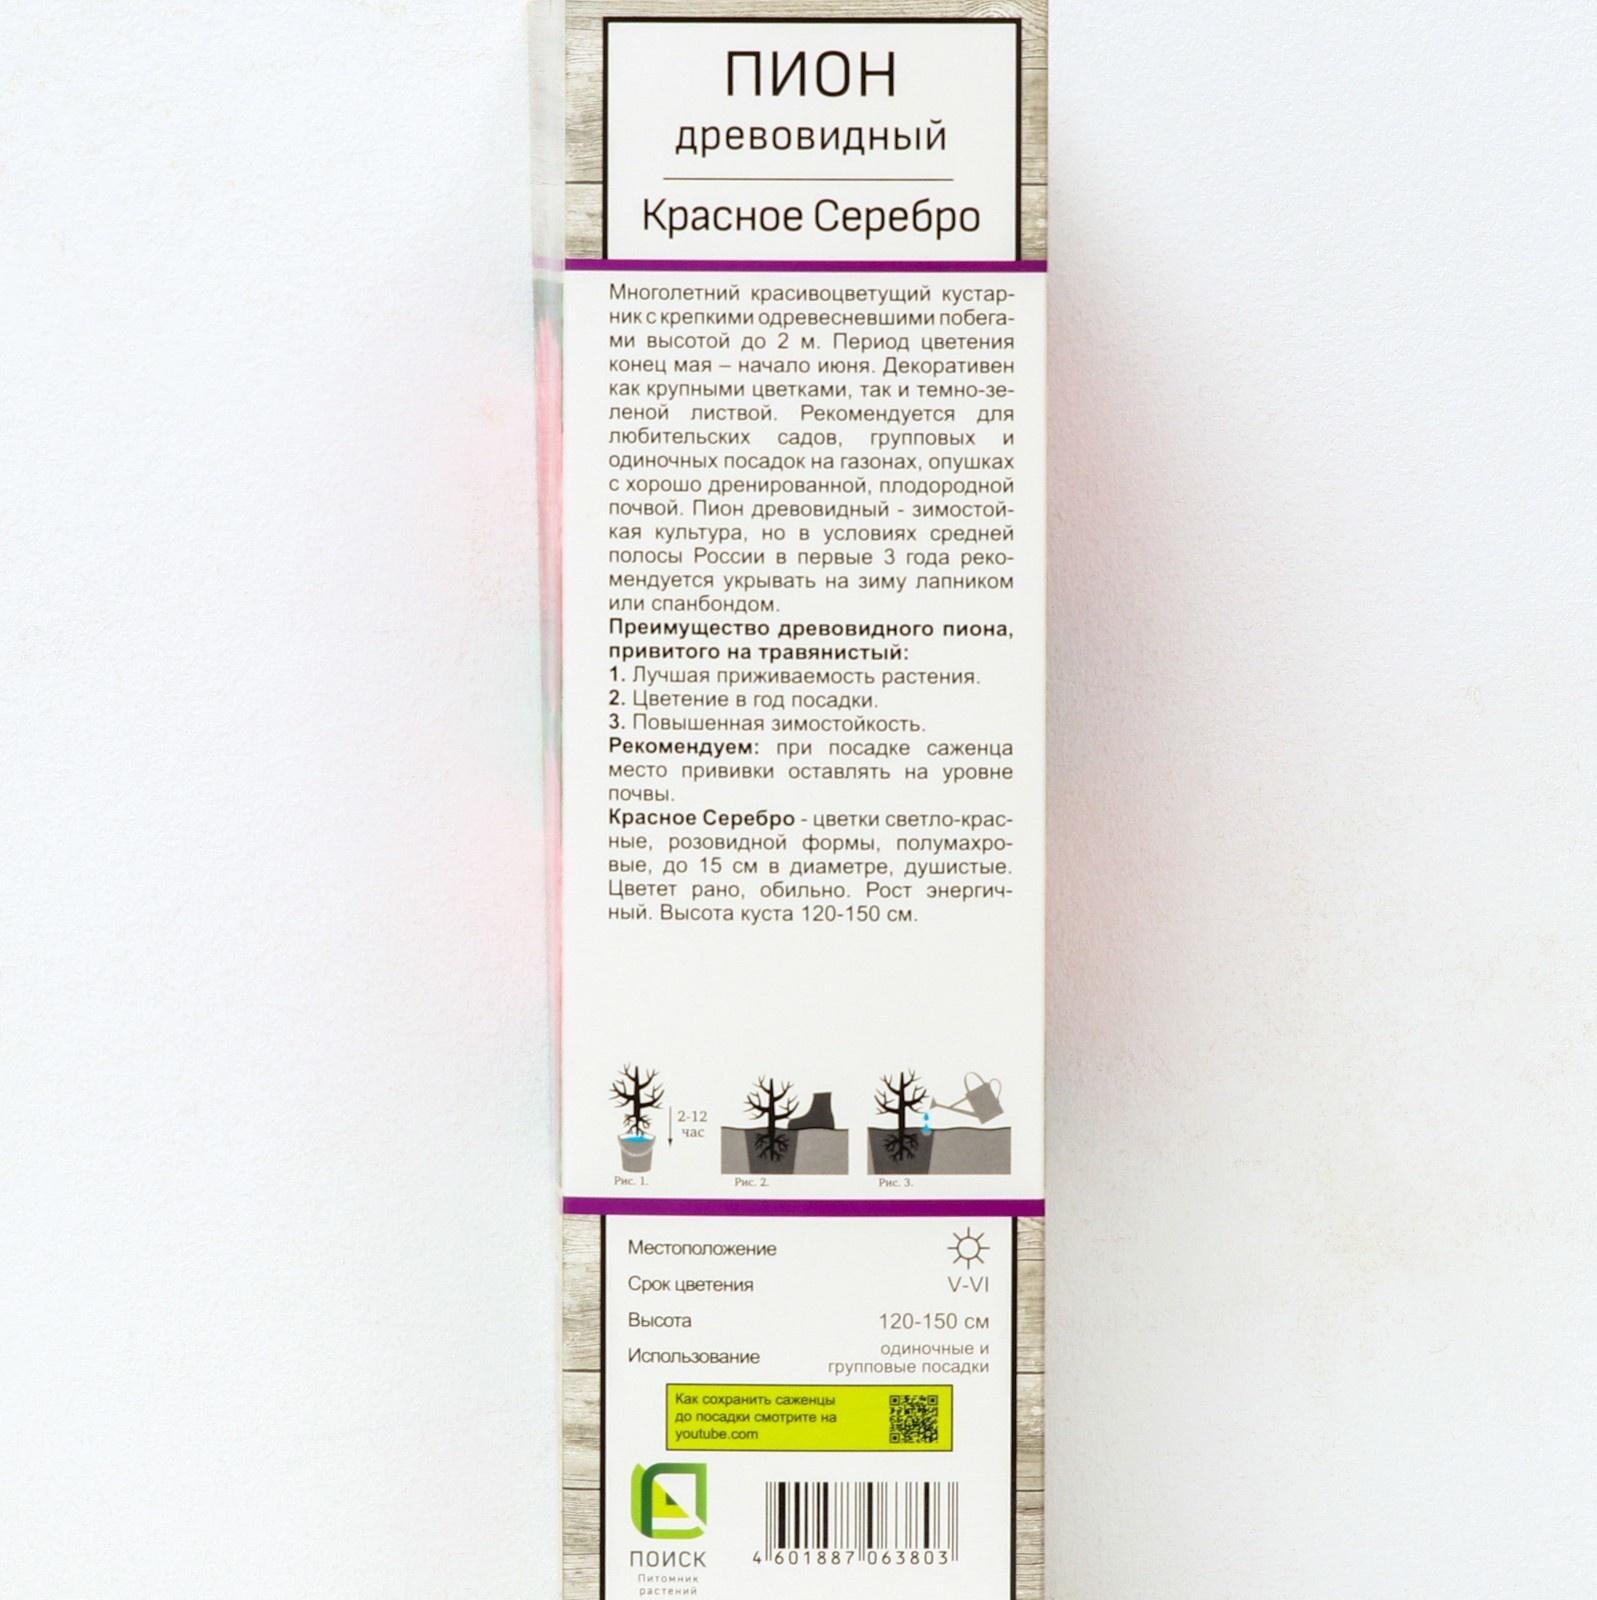 ПИОН
древовидный
Красное Серебро
Многолетний красивоцветущий кустар-
ник с крепкими одревесневшими побега-
ми высотой до 2 м. Период цветения
конец мая – начало июня. Декоративен
как крупными цветками, так и темно-зе-
леной листвой. Рекомендуется для
любительских садов, групповых и
одиночных посадок на газонах, опушках
с хорошо дренированной, плодородной
почвой. Пион древовидный - зимостой-
кая культура, но в условиях средней
полосы России в первые 3 года реко-
мендуется укрывать на зиму лапником
или спанбондом.
Преимущество древовидного пиона,
привитого на травянистый:
1. Лучшая приживаемость растения.
2. Цветение в год посадки.
3. Повышенная зимостойкость.
Рекомендуем: при посадке саженца
место прививки оставлять на уровне
почвы.
Красное Серебро - цветки светло-крас-
ные, розовидной формы, полумахро-
вые, до 15 см в диаметре, душистые.
Цветет рано, обильно. Рост энергич-
ный. Высота куста 120-150 см.
2-12
час
Рис. 1. Рис. 2. Рис. 3.
Местоположение
Срок цветения V-VI
Высота 120-150 см
Использование одиночные и
групповые посадки
Как сохранить саженцы
до посадки смотрите на
youtube.com
ПОИСК
Питомник
растений
4 601887 063803